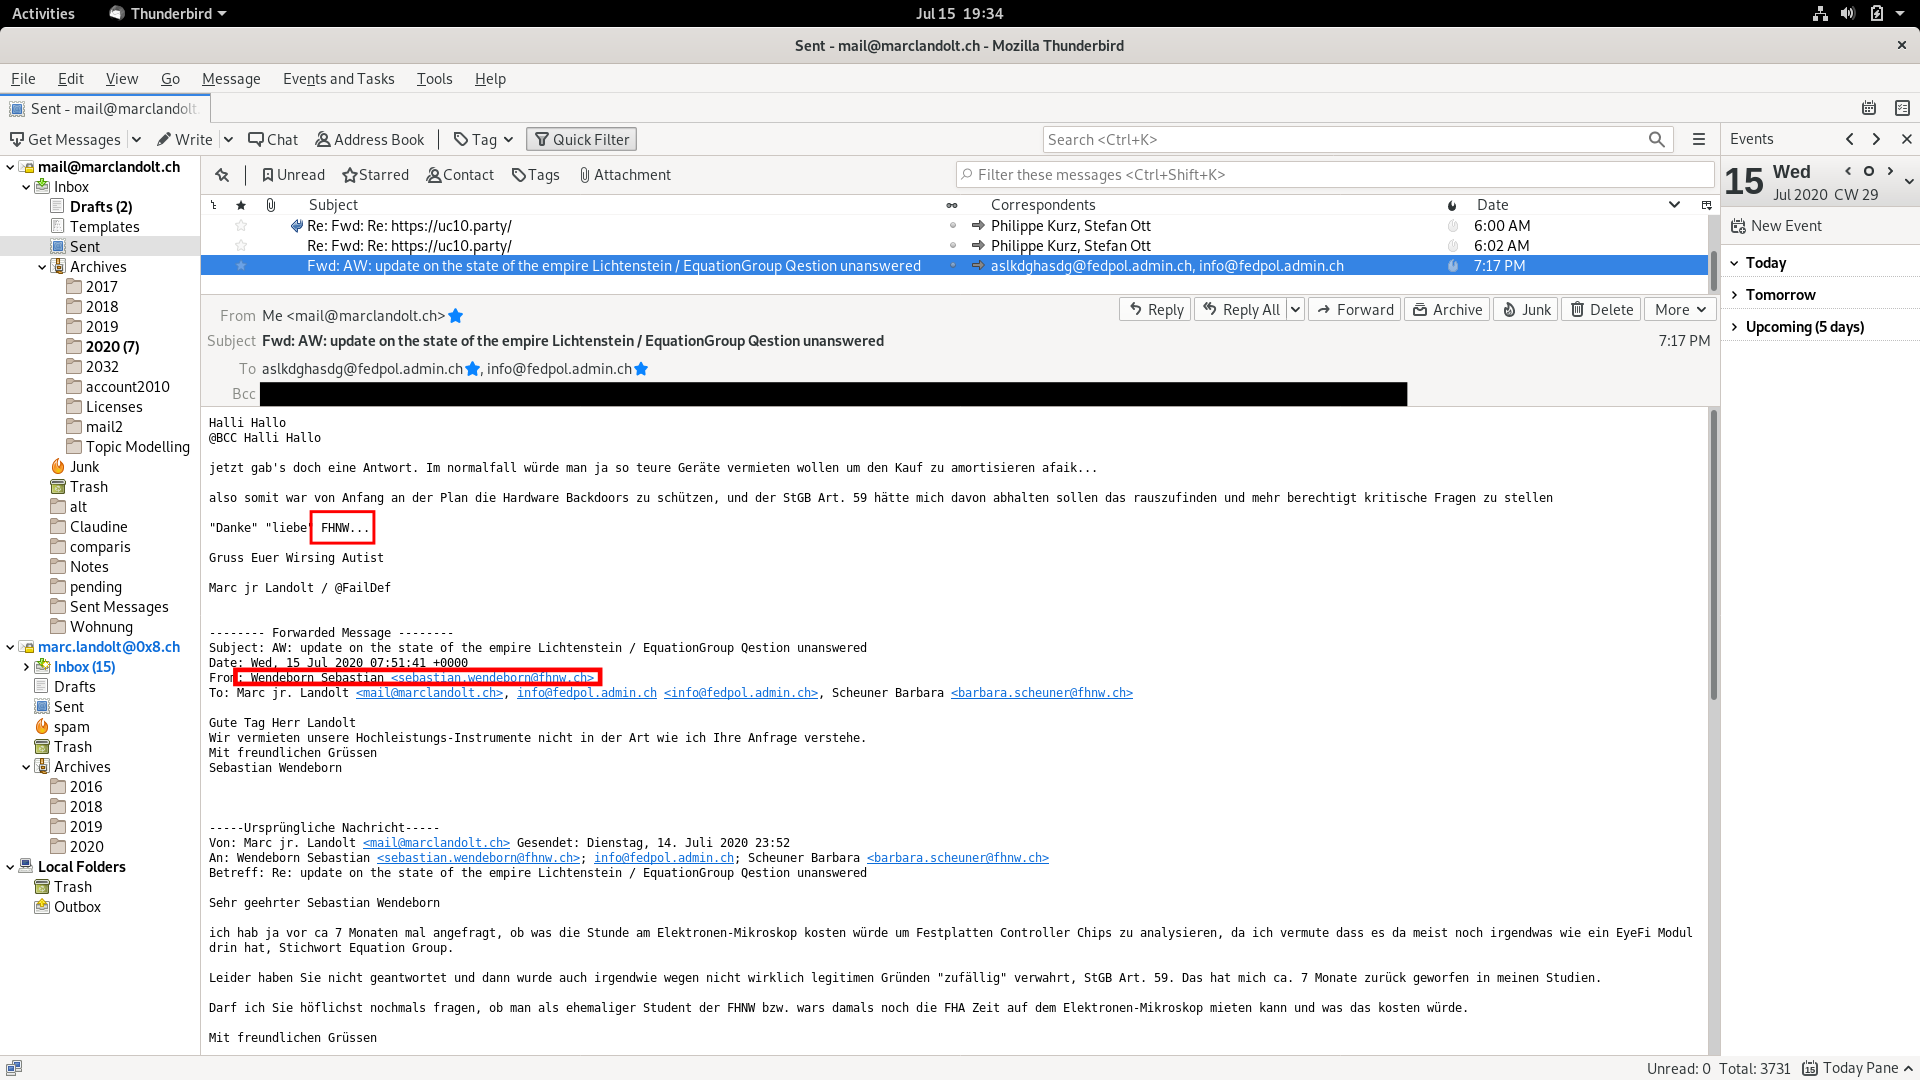 Activities
Thunderbird
Jul 15 19:34
Sent - mail@marclandolt.ch - Mozilla Thunderbird
File Edit View Go Message Events and Tasks Tools Help
Sent - mail@marclandolt.
Get Messages Write Chat Address Book Tag Quick Filter
Search <Ctrl+K>
Events
mail@marclandolt.ch
Inbox
Drafts (2)
Templates
Sent
Archives
2017
2018
2019
2020 (7)
2032
account2010
Licenses
mail2
Topic Modelling
Junk
Trash
alt
Claudine
comparis
Notes
pending
Sent Messages
Wohnung
marc.landolt@0x8.ch
Inbox (15)
Drafts
Sent
spam
Trash
Archives
2016
2018
2019
2020
Local Folders
Trash
Outbox
Unread Starred Contact Tags Attachment
Filter these messages <Ctrl+Shift+K>
Subject Correspondents Date
Re: Fwd: Re: https://uc10.party/ Philippe Kurz, Stefan Ott 6:00 AM
Re: Fwd: Re: https://uc10.party/ Philippe Kurz, Stefan Ott 6:02 AM
Fwd: AW: update on the state of the empire Lichtenstein / EquationGroup Qestion unanswered aslkdghasdg@fedpol.admin.ch, info@fedpol.admin.ch 7:17 PM
From Me <mail@marclandolt.ch>
Reply Reply All Forward Archive Junk Delete More
Subject Fwd: AW: update on the state of the empire Lichtenstein / EquationGroup Qestion unanswered 7:17 PM
To aslkdghasdg@fedpol.admin.ch, info@fedpol.admin.ch
Bcc
Halli Hallo
@BCC Halli Hallo
jetzt gab's doch eine Antwort. Im normalfall würde man ja so teure Geräte vermieten wollen um den Kauf zu amortisieren afaik...
also somit war von Anfang an der Plan die Hardware Backdoors zu schützen, und der StGB Art. 59 hätte mich davon abhalten sollen das rauszufinden und mehr berechtigt kritische Fragen zu stellen
"Danke" "liebe" FHNW...
Gruss Euer Wirsing Autist
Marc jr Landolt / @FailDef
-------- Forwarded Message --------
Subject: AW: update on the state of the empire Lichtenstein / EquationGroup Qestion unanswered
Date: Wed, 15 Jul 2020 07:51:41 +0000
From: Wendeborn Sebastian <sebastian.wendeborn@fhnw.ch>
To: Marc jr. Landolt <mail@marclandolt.ch>, info@fedpol.admin.ch <info@fedpol.admin.ch>, Scheuner Barbara <barbara.scheuner@fhnw.ch>
Gute Tag Herr Landolt
Wir vermieten unsere Hochleistungs-Instrumente nicht in der Art wie ich Ihre Anfrage verstehe.
Mit freundlichen Grüssen
Sebastian Wendeborn
-----Ursprüngliche Nachricht-----
Von: Marc jr. Landolt <mail@marclandolt.ch> Gesendet: Dienstag, 14. Juli 2020 23:52
An: Wendeborn Sebastian <sebastian.wendeborn@fhnw.ch>; info@fedpol.admin.ch; Scheuner Barbara <barbara.scheuner@fhnw.ch>
Betreff: Re: update on the state of the empire Lichtenstein / EquationGroup Qestion unanswered
Sehr geehrter Sebastian Wendeborn
ich hab ja vor ca 7 Monaten mal angefragt, ob was die Stunde am Elektronen-Mikroskop kosten würde um Festplatten Controller Chips zu analysieren, da ich vermute dass es da meist noch irgendwas wie ein EyeFi Modul
drin hat, Stichwort Equation Group.
Leider haben Sie nicht geantwortet und dann wurde auch irgendwie wegen nicht wirklich legitimen Gründen "zufällig" verwahrt, StGB Art. 59. Das hat mich ca. 7 Monate zurück geworfen in meinen Studien.
Darf ich Sie höflichst nochmals fragen, ob man als ehemaliger Student der FHNW bzw. wars damals noch die FHA Zeit auf dem Elektronen-Mikroskop mieten kann und was das kosten würde.
Mit freundlichen Grüssen
15 Wed
Jul 2020 CW 29
New Event
Today
Tomorrow
Upcoming (5 days)
Unread: 0 Total: 3731 15 Today Pane